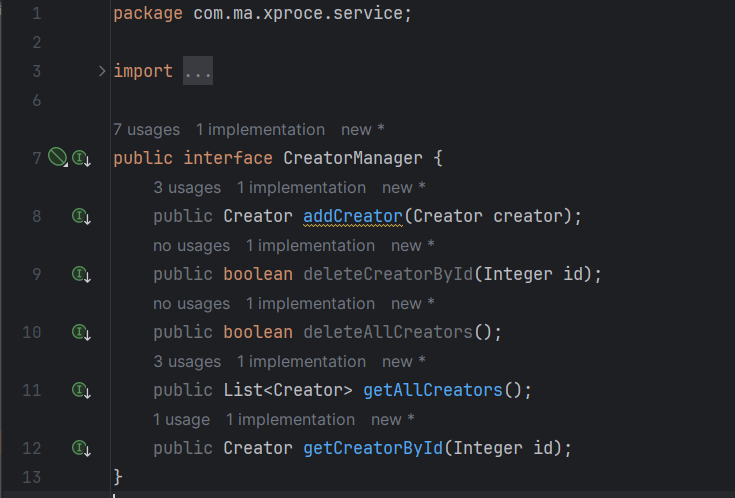 1 package com.ma.xproce.service;
2
3 import ...
6
7 usages 1 implementation new *
7 public interface CreatorManager {
3 usages 1 implementation new *
8 public Creator addCreator(Creator creator);
no usages 1 implementation new *
9 public boolean deleteCreatorById(Integer id);
no usages 1 implementation new *
10 public boolean deleteAllCreators();
3 usages 1 implementation new *
11 public List<Creator> getAllCreators();
1 usage 1 implementation new *
12 public Creator getCreatorById(Integer id);
13 }